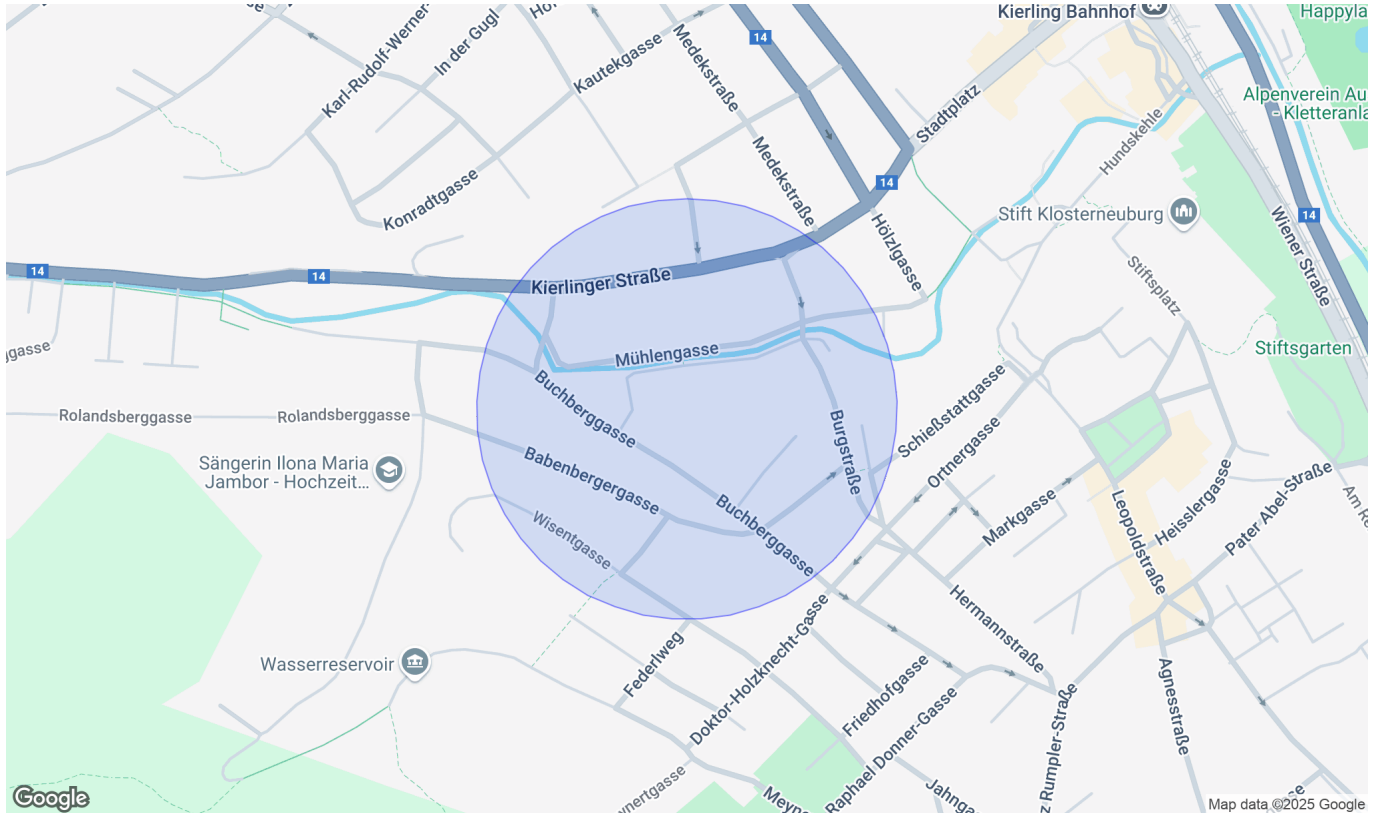 Karl-Rudolf-Werner-
In der Gugl
Kautekgasse
Medekstraße
14
Kierling Bahnhof
Happyla
Alpenverein Au
- Kletteranla
Stadtplatz
Hundskehle
Medekstraße
14
Konradtgasse
Hölzlgasse
Stift Klosterneuburg
14
Wiener Straße
Stiftsplatz
14
14
Kierlinger Straße
Mühlengasse
Stiftsgarten
Buchberggasse
Rolandsberggasse
Rolandsberggasse
Schießstattgasse
Burgstraße
Ortnergasse
Sängerin Ilona Maria
Jambor - Hochzeit...
Babenbergergasse
Buchberggasse
Wisentgasse
Markgasse
Leopoldstraße
Heisslergasse
Pater Abel-Straße
Hermannstraße
Wasserreservoir
Federlweg
Doktor-Holzknecht-Gasse
Friedhofgasse
Raphael Donner-Gasse
Agnesstraße
z Rumpler-Straße
ynertgasse
Meyne
Jahnga
Google
Map data ©2025 Google